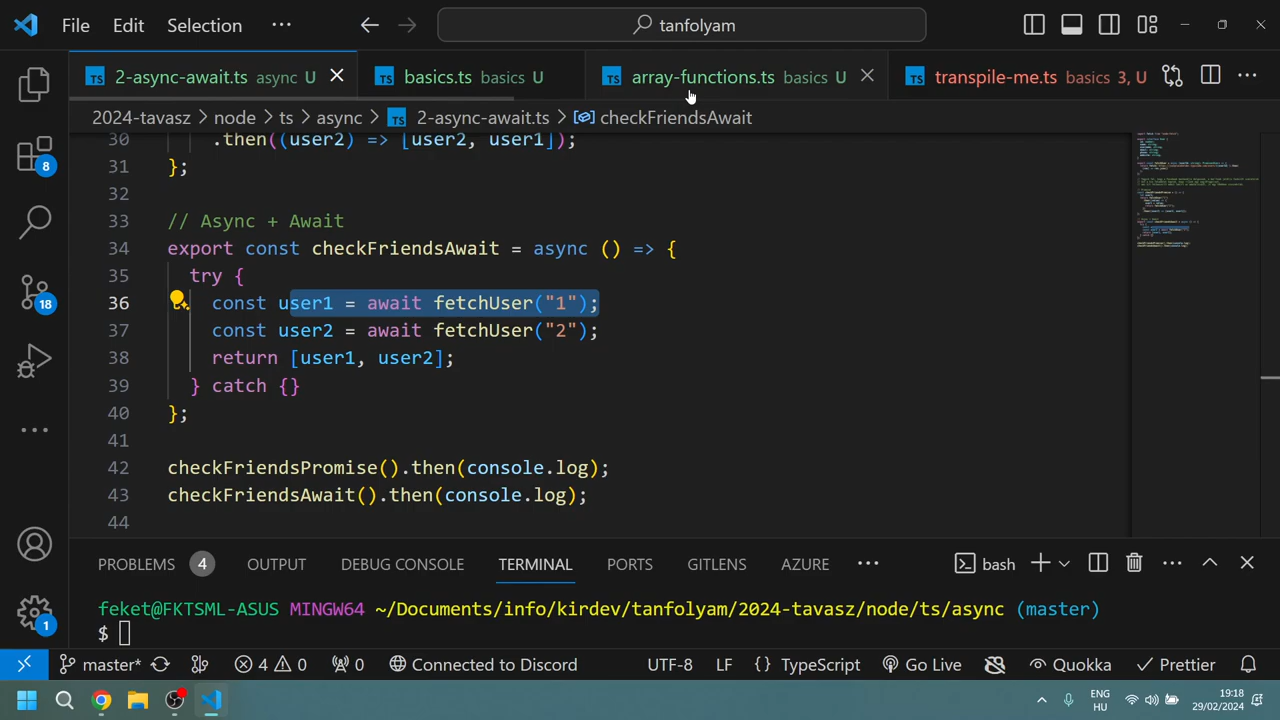 File Edit Selection ··· tanfolyam
TS 2-async-await.ts async U TS basics.ts basics U TS array-functions.ts basics U TS transpile-me.ts basics 3, U ···
2024-tavasz > node > ts > async > TS 2-async-await.ts > checkFriendsAwait
30 .then((user2) => [user2, user1]);
31 };
32
33 // Async + Await
34 export const checkFriendsAwait = async () => {
35 try {
36 const user1 = await fetchUser("1");
37 const user2 = await fetchUser("2");
38 return [user1, user2];
39 } catch {}
40 };
41
42 checkFriendsPromise().then(console.log);
43 checkFriendsAwait().then(console.log);
44
8
18
1
PROBLEMS 4 OUTPUT DEBUG CONSOLE TERMINAL PORTS GITLENS AZURE ··· bash ···
feket@FKTSML-ASUS MINGW64 ~/Documents/info/kirdev/tanfolyam/2024-tavasz/node/ts/async (master)
$
master* 4 0 0 Connected to Discord UTF-8 LF {} TypeScript Go Live Quokka Prettier
ENG 19:18
HU 29/02/2024